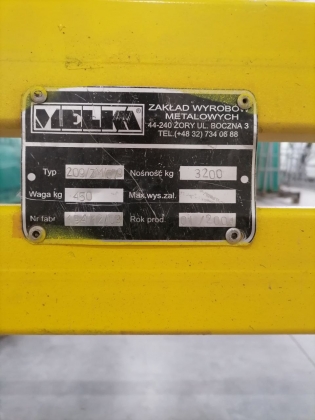 MELKA
ZAKŁAD WYROBÓW
METALOWYCH
44-240 ŻORY UL. BOCZNA 3
TEL.(+48 32) 734 06 88
Typ Nośność kg 3200
Waga kg 450 Max.wys.zał.
Nr fabr Rok prod.